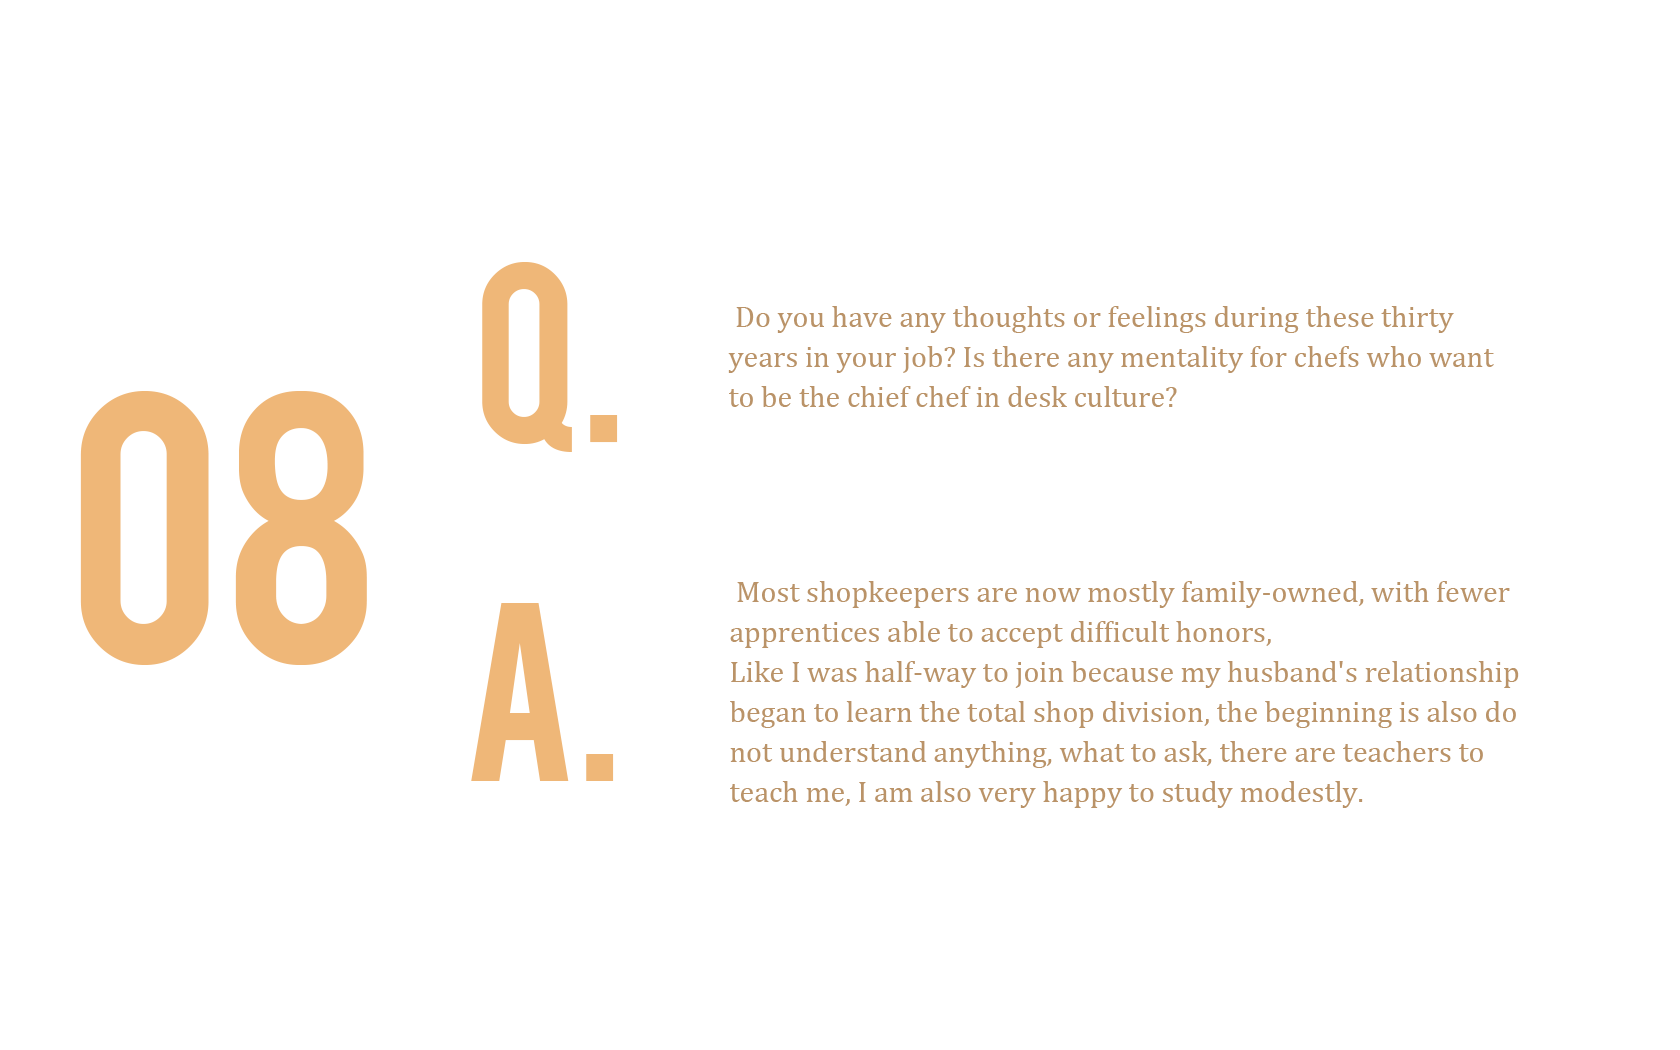 08
Q.
Do you have any thoughts or feelings during these thirty
years in your job? Is there any mentality for chefs who want
to be the chief chef in desk culture?
A.
Most shopkeepers are now mostly family-owned, with fewer
apprentices able to accept difficult honors,
Like I was half-way to join because my husband's relationship
began to learn the total shop division, the beginning is also do
not understand anything, what to ask, there are teachers to
teach me, I am also very happy to study modestly.